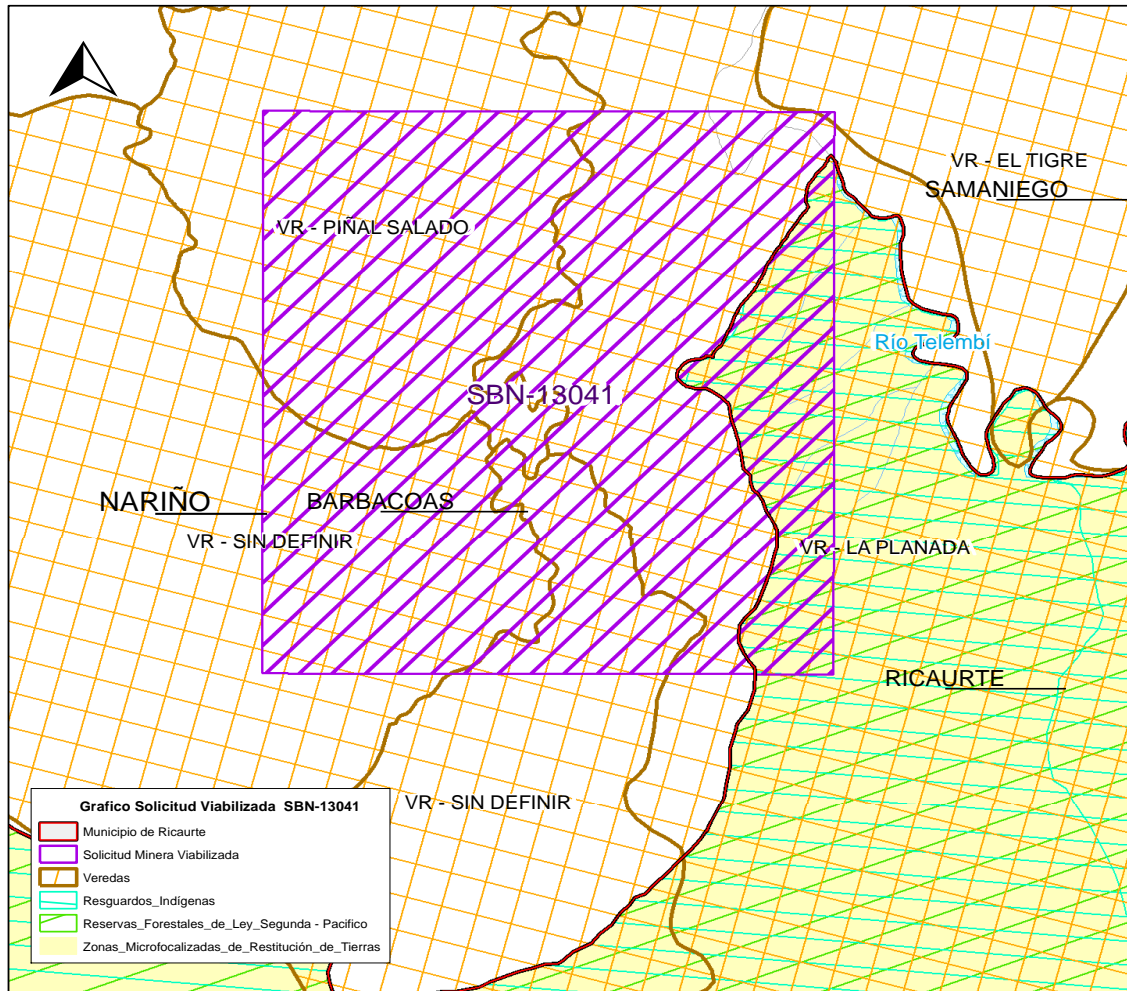 VR - EL TIGRE
SAMANIEGO
VR - PIÑAL SALADO
Río Telembí
SBN-13041
NARIÑO
BARBACOAS
VR - SIN DEFINIR
VR - LA PLANADA
RICAURTE
VR - SIN DEFINIR
Grafico Solicitud Viabilizada SBN-13041
Municipio de Ricaurte
Solicitud Minera Viabilizada
Veredas
Resguardos_Indígenas
Reservas_Forestales_de_Ley_Segunda - Pacifico
Zonas_Microfocalizadas_de_Restitución_de_Tierras